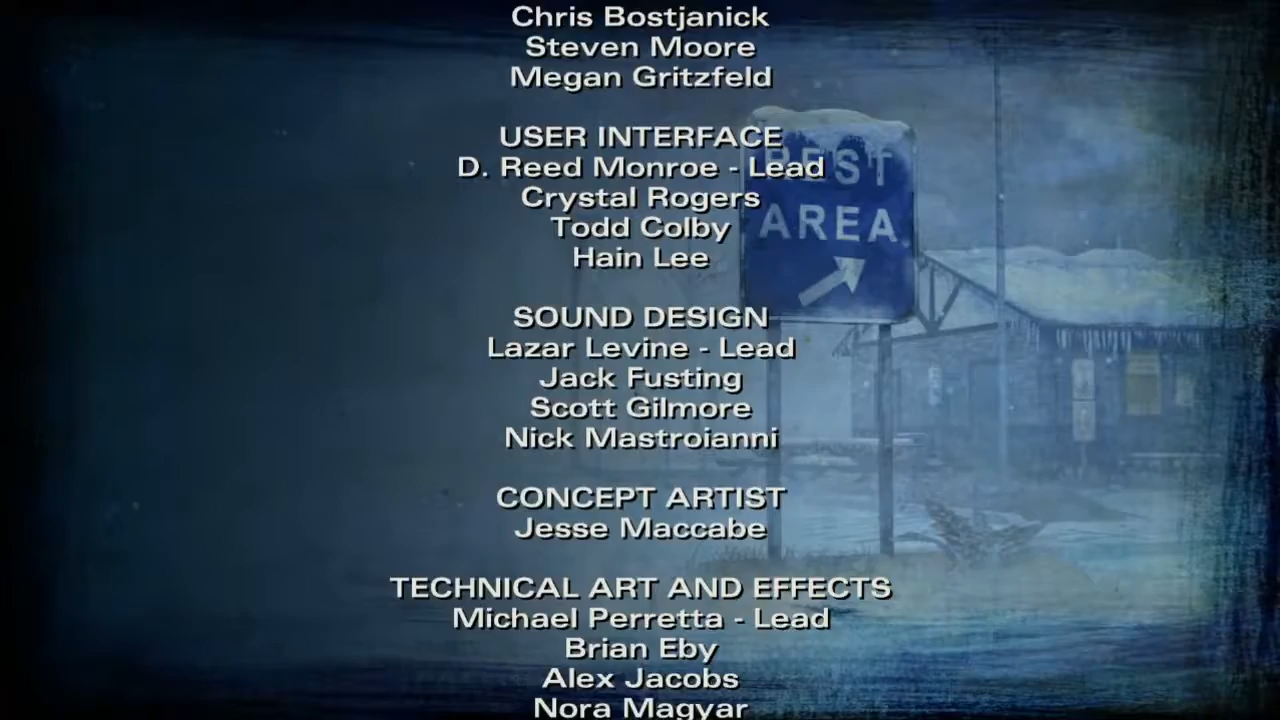 Chris Bostjanick
Steven Moore
Megan Gritzfeld
USER INTERFACE
D. Reed Monroe - Lead
Crystal Rogers
Todd Colby
Hain Lee
SOUND DESIGN
Lazar Levine - Lead
Jack Fusting
Scott Gilmore
Nick Mastroianni
CONCEPT ARTIST
Jesse Maccabe
TECHNICAL ART AND EFFECTS
Michael Perretta - Lead
Brian Eby
Alex Jacobs
Nora Magyar
REST
AREA